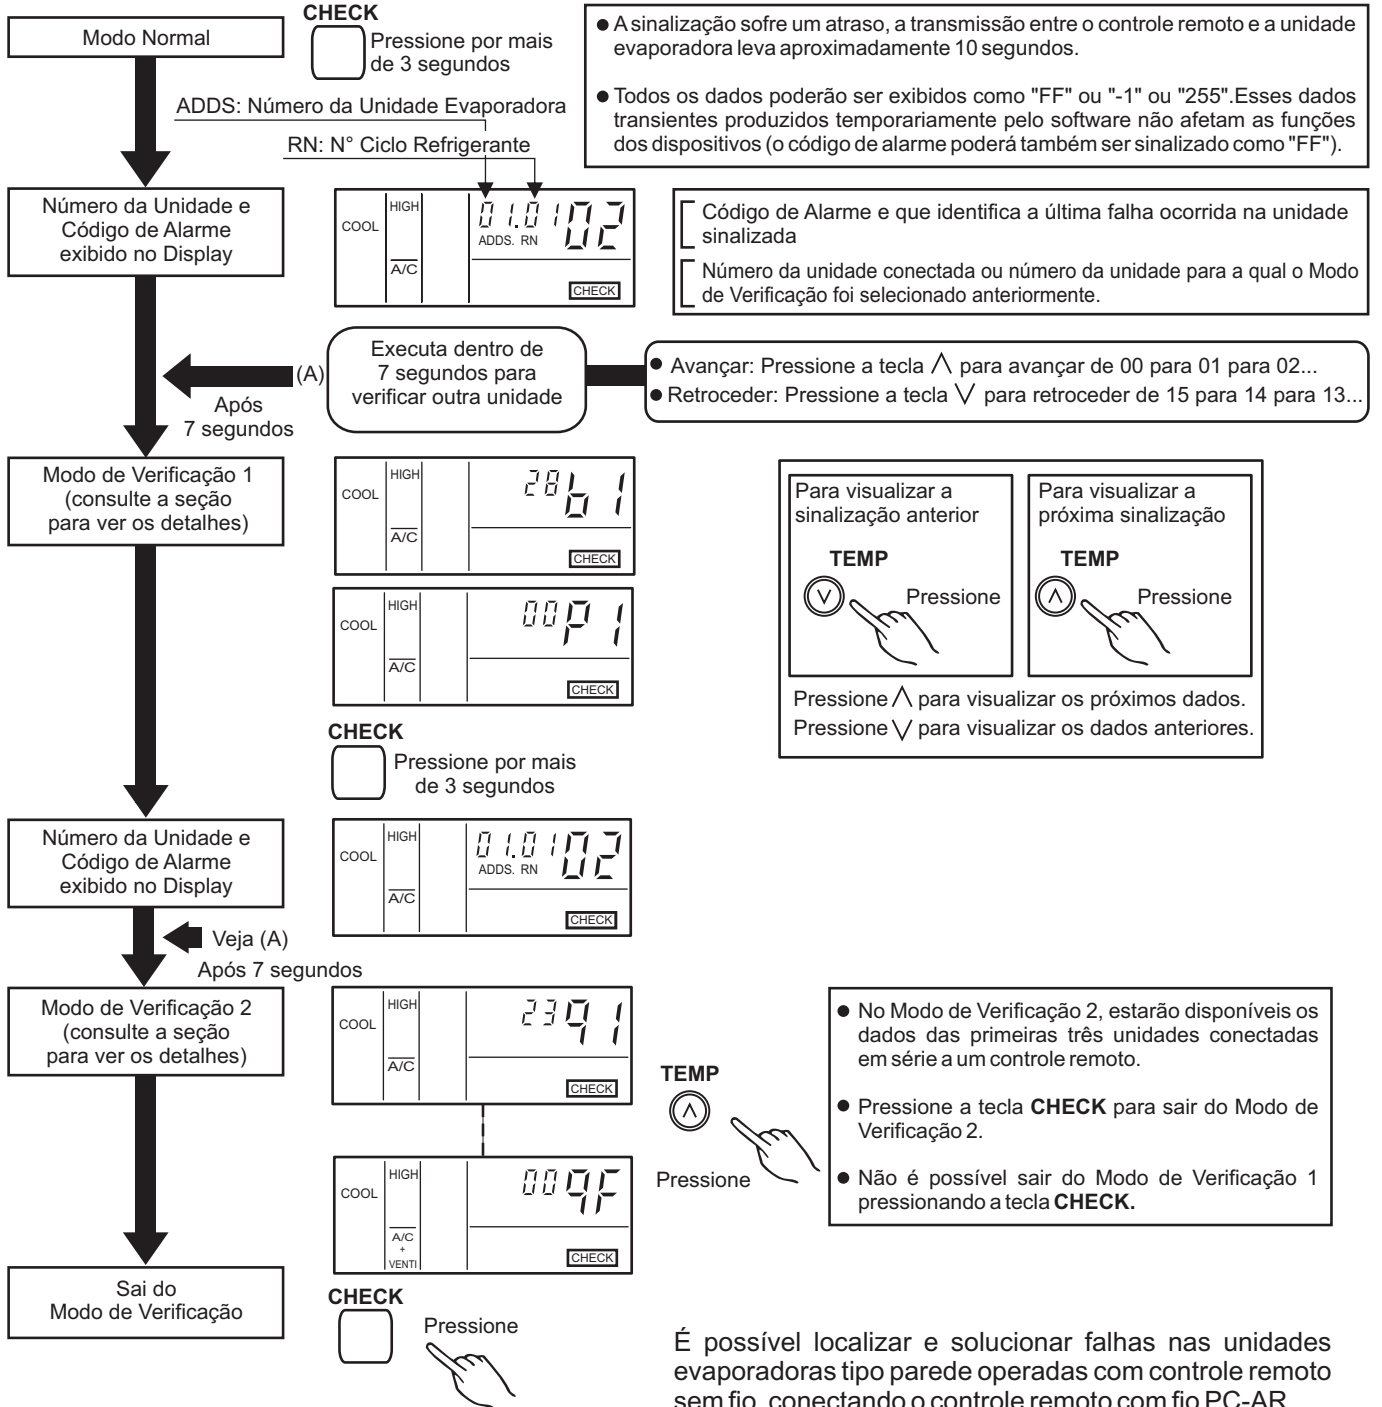 CHECK
Modo Normal
Pressione por mais
de 3 segundos
● A sinalização sofre um atraso, a transmissão entre o controle remoto e a unidade
evaporadora leva aproximadamente 10 segundos.
● Todos os dados poderão ser exibidos como "FF" ou "-1" ou "255".Esses dados
transientes produzidos temporariamente pelo software não afetam as funções
dos dispositivos (o código de alarme poderá também ser sinalizado como "FF").
ADDS: Número da Unidade Evaporadora
RN: N° Ciclo Refrigerante
Número da Unidade e
Código de Alarme
exibido no Display
COOL
HIGH
A/C
01.01 02
ADDS. RN
CHECK
Código de Alarme e que identifica a última falha ocorrida na unidade
sinalizada
Número da unidade conectada ou número da unidade para a qual o Modo
de Verificação foi selecionado anteriormente.
(A)
Após
7 segundos
Executa dentro de
7 segundos para
verificar outra unidade
● Avançar: Pressione a tecla ∧ para avançar de 00 para 01 para 02...
● Retroceder: Pressione a tecla ∨ para retroceder de 15 para 14 para 13...
Modo de Verificação 1
(consulte a seção
para ver os detalhes)
COOL
HIGH
A/C
28 b1
CHECK
COOL
HIGH
A/C
00 P1
CHECK
Para visualizar a
sinalização anterior
TEMP
∨
Pressione
Para visualizar a
próxima sinalização
TEMP
∧
Pressione
Pressione ∧ para visualizar os próximos dados.
Pressione ∨ para visualizar os dados anteriores.
CHECK
Pressione por mais
de 3 segundos
Número da Unidade e
Código de Alarme
exibido no Display
COOL
HIGH
A/C
01.01 02
ADDS. RN
CHECK
Veja (A)
Após 7 segundos
Modo de Verificação 2
(consulte a seção
para ver os detalhes)
COOL
HIGH
A/C
23 q1
CHECK
COOL
HIGH
A/C
+
VENTI
00 qF
CHECK
TEMP
∧
Pressione
● No Modo de Verificação 2, estarão disponíveis os
dados das primeiras três unidades conectadas
em série a um controle remoto.
● Pressione a tecla CHECK para sair do Modo de
Verificação 2.
● Não é possível sair do Modo de Verificação 1
pressionando a tecla CHECK.
Sai do
Modo de Verificação
CHECK
Pressione
É possível localizar e solucionar falhas nas unidades
evaporadoras tipo parede operadas com controle remoto
sem fio, conectando o controle remoto com fio PC-AR